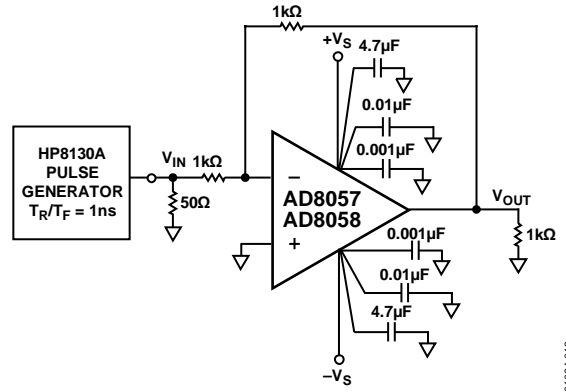 1kΩ
+VS
4.7µF
0.01µF
0.001µF
HP8130A
PULSE
GENERATOR
TR/TF = 1ns
VIN
1kΩ
50Ω
−
+
AD8057
AD8058
VOUT
1kΩ
0.001µF
0.01µF
4.7µF
−VS